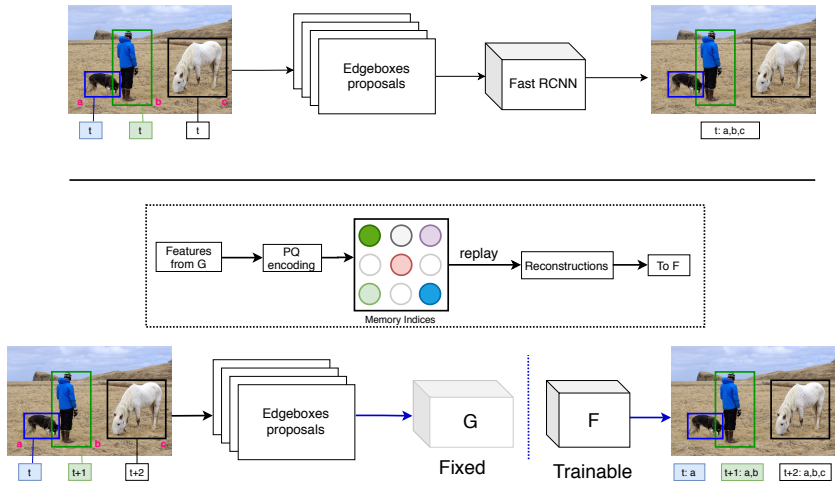 a
b
c
t
t
t
Edgeboxes
proposals
Fast RCNN
t: a,b,c
Features
from G
PQ
encoding
Memory Indices
replay
Reconstructions
To F
a
b
c
t
t+1
t+2
Edgeboxes
proposals
G
Fixed
F
Trainable
t: a
t+1: a,b
t+2: a,b,c